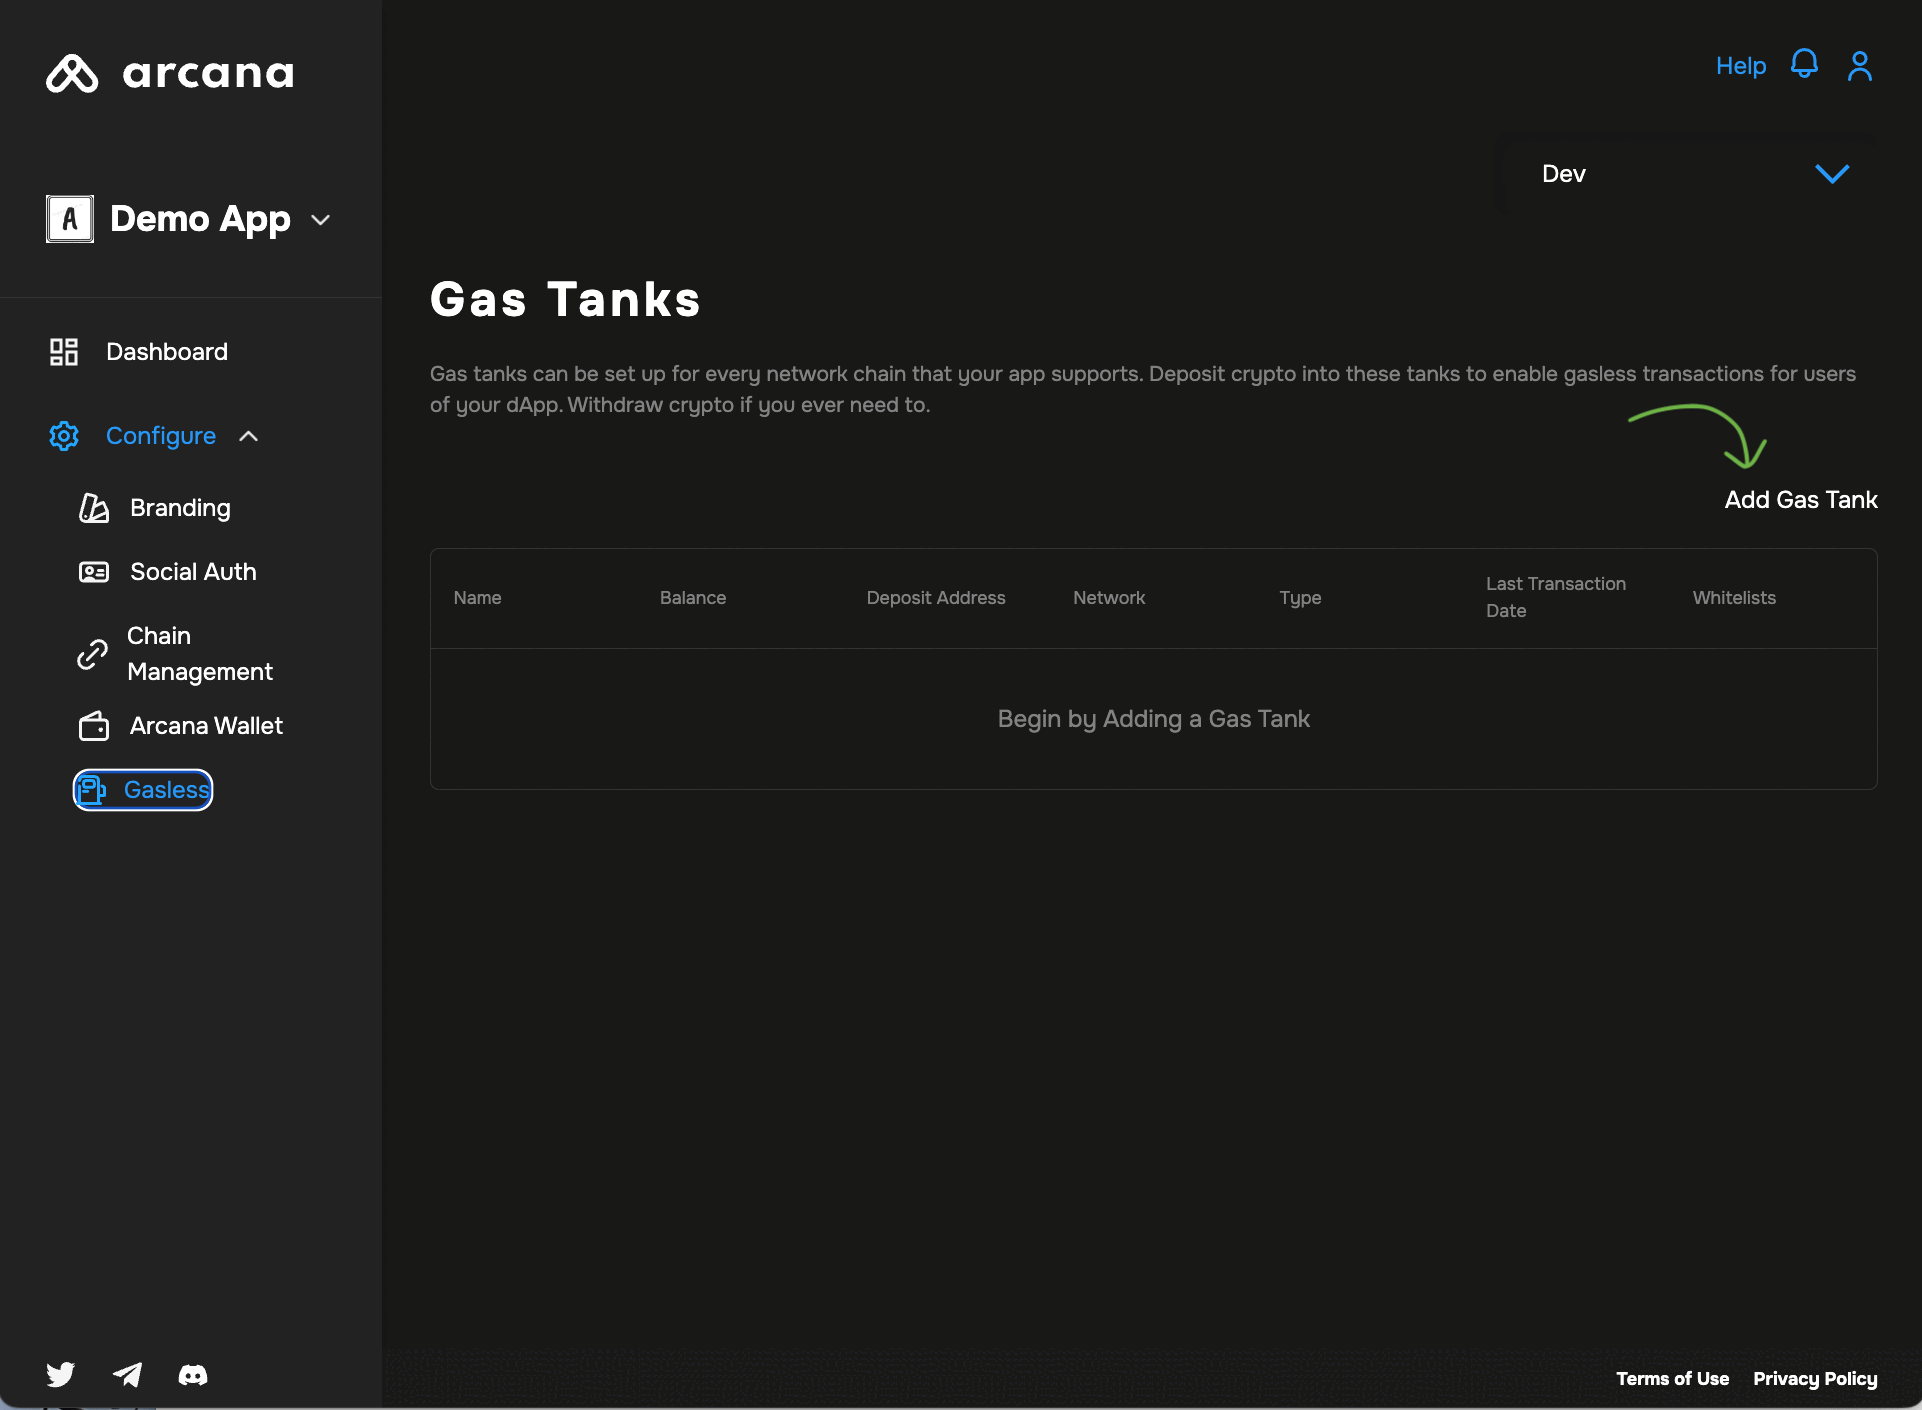 arcana
Help
Dev
A
Demo App
Gas Tanks
Dashboard
Gas tanks can be set up for every network chain that your app supports. Deposit crypto into these tanks to enable gasless transactions for users
of your dApp. Withdraw crypto if you ever need to.
Configure
Branding
Add Gas Tank
Social Auth
Name Balance Deposit Address Network Type Last Transaction Date Whitelists
Chain
Management
Begin by Adding a Gas Tank
Arcana Wallet
Gasless
Terms of Use Privacy Policy